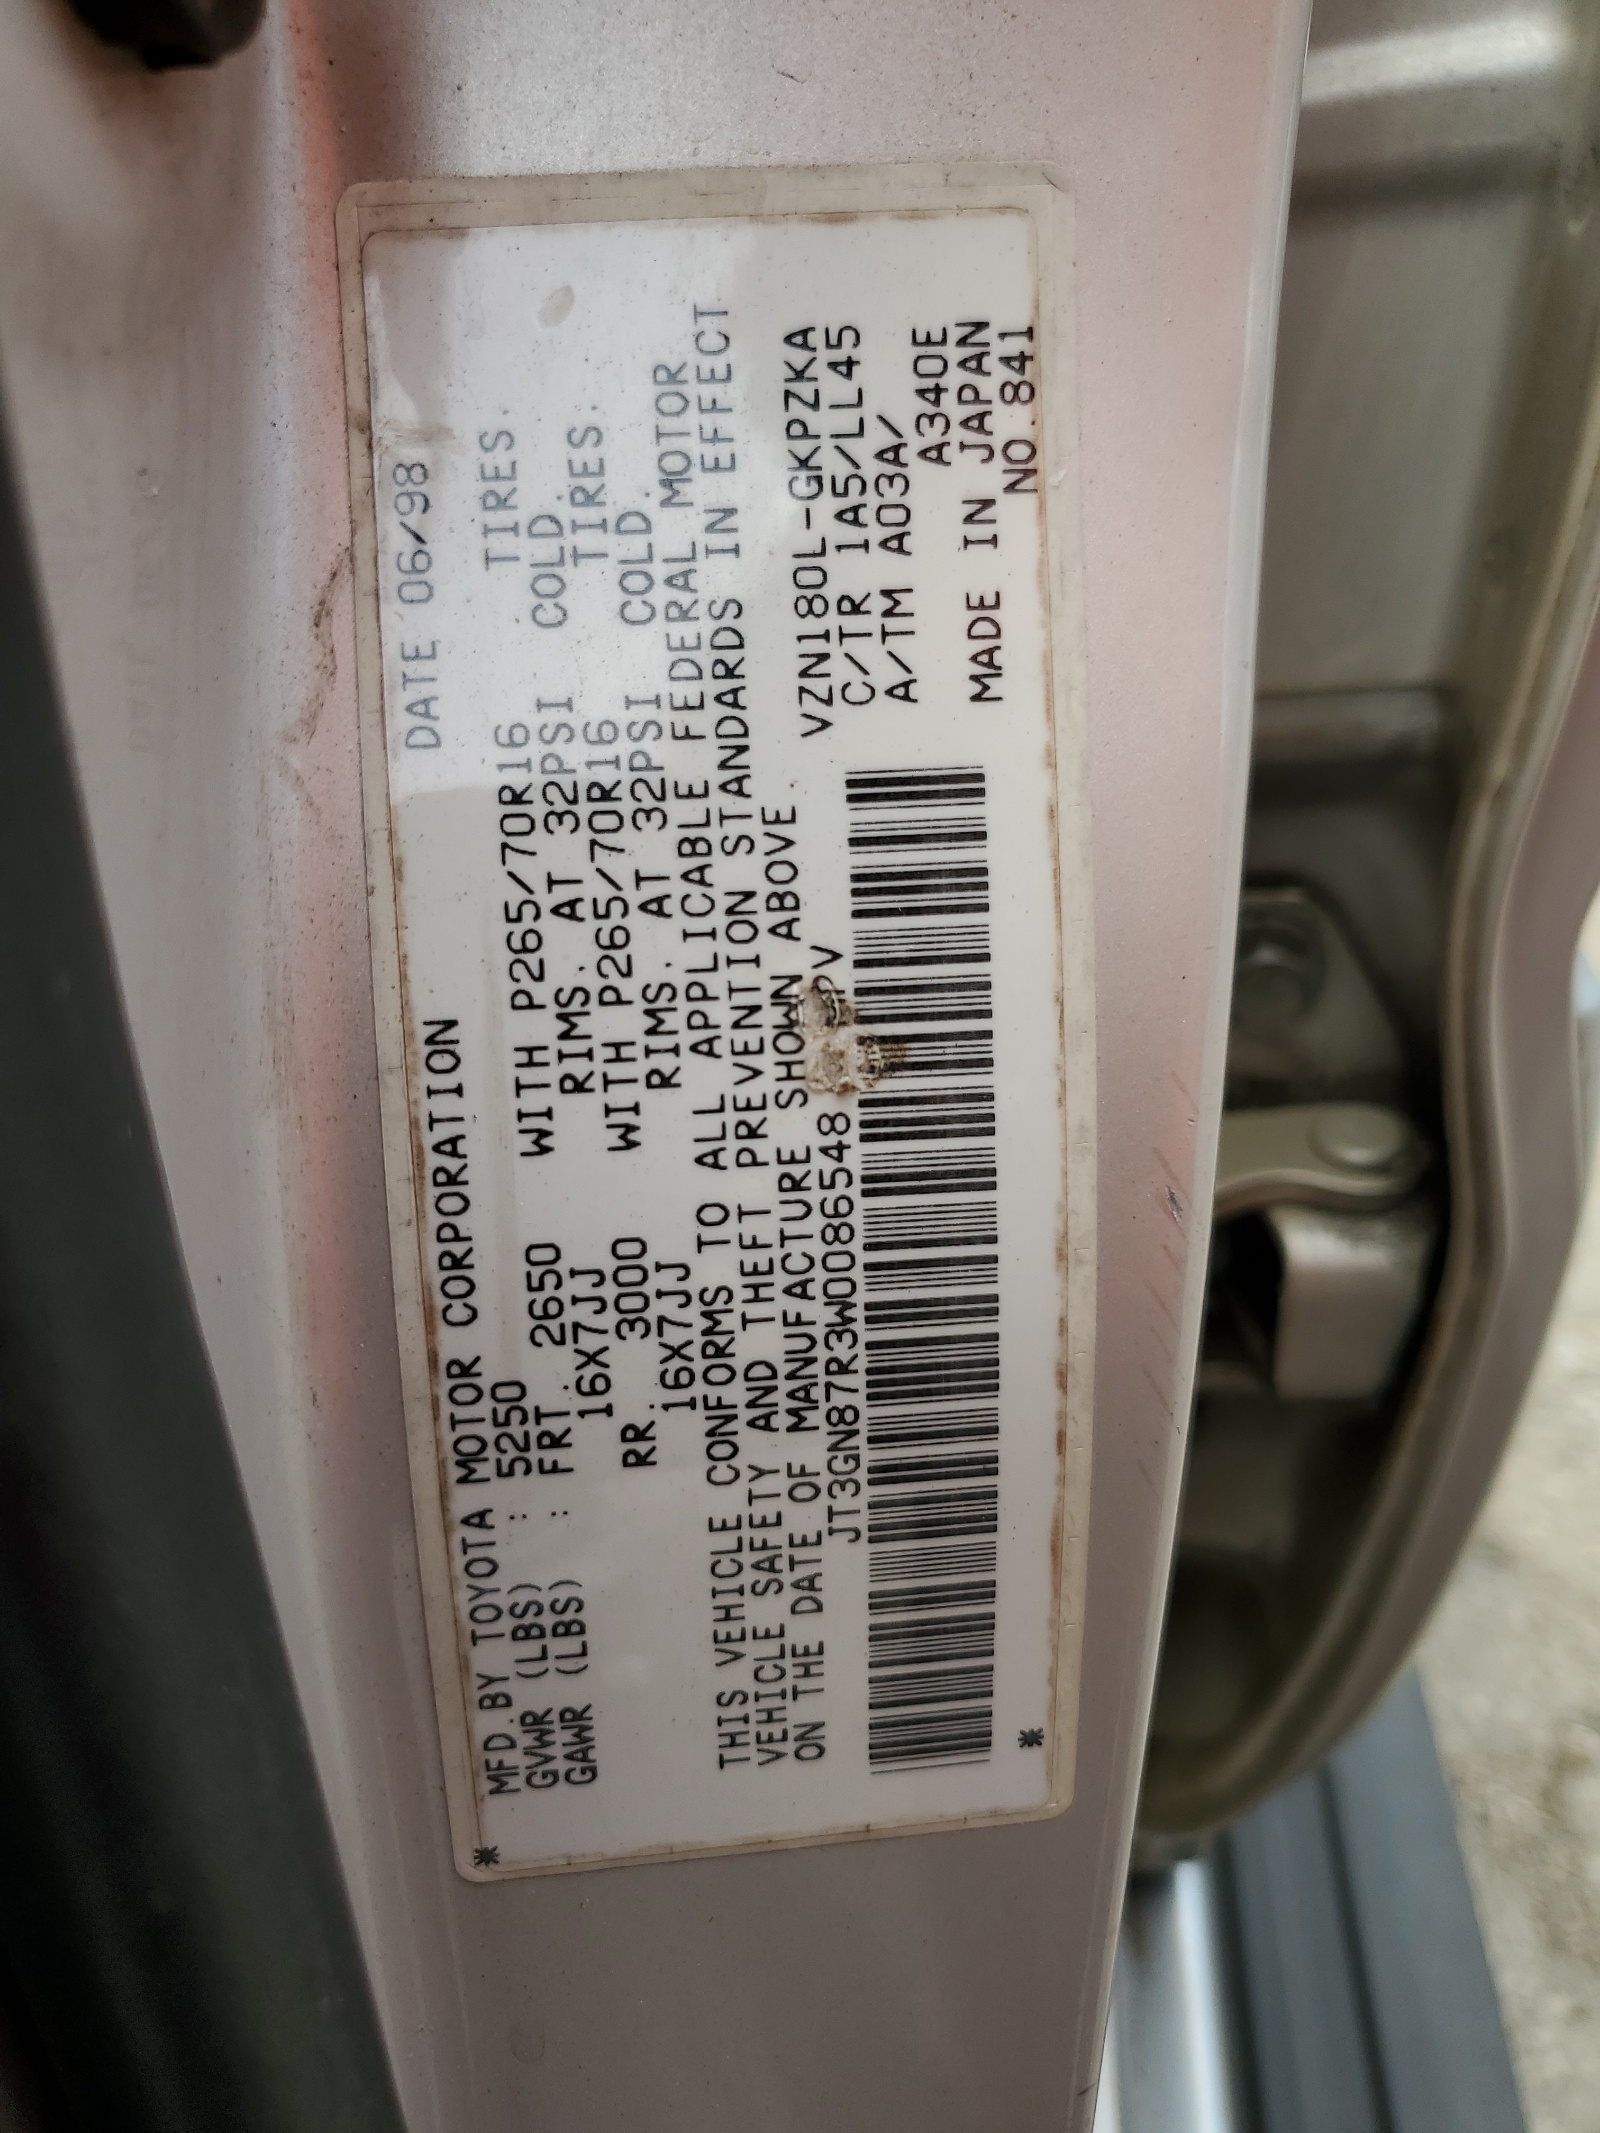 MFD.BY TOYOTA MOTOR CORPORATION DATE 06/98
GVWR (LBS) : 5250
GAWR (LBS) : FRT. 2650 WITH P265/70R16 TIRES.
16X7JJ RIMS. AT 32PSI COLD.
RR. 3000 WITH P265/70R16 TIRES.
16X7JJ RIMS. AT 32PSI COLD.
THIS VEHICLE CONFORMS TO ALL APPLICABLE FEDERAL MOTOR
VEHICLE SAFETY AND THEFT PREVENTION STANDARDS IN EFFECT
ON THE DATE OF MANUFACTURE SHOWN ABOVE.
JT3GN87R3W0086548
VZN180L-GKPZKA
C/TR 1A5/LL45
A/TM A03A/
A340E
MADE IN JAPAN
NO.841